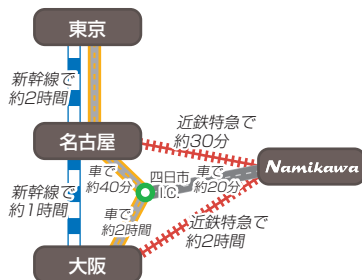 東京
新幹線で
約2時間
名古屋
近鉄特急で
約30分
車で
約40分
四日市
I.C.
車で
約20分
Namikawa
新幹線で
約1時間
車で
約2時間
近鉄特急で
約2時間
大阪